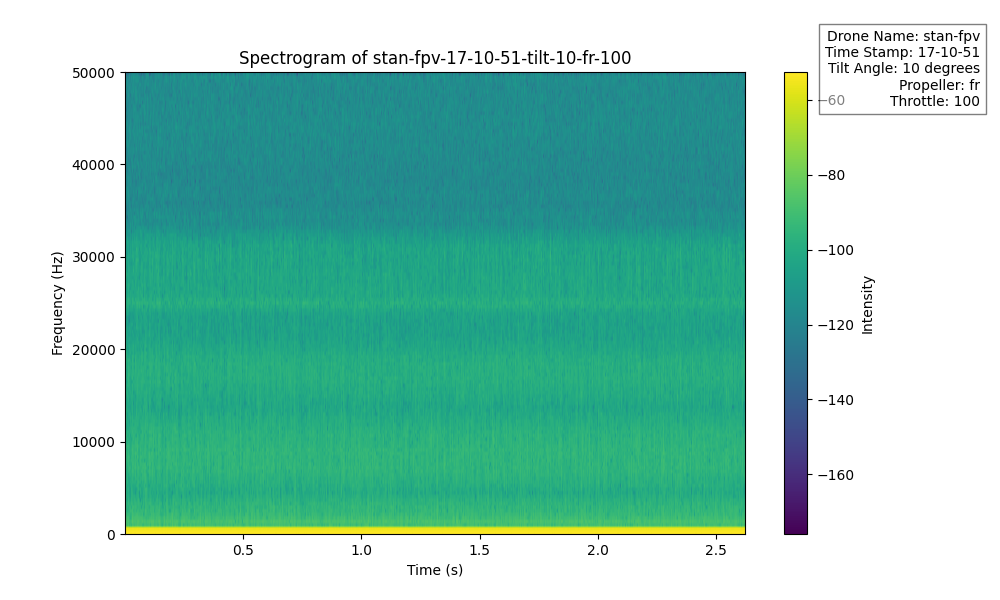 Drone Name: stan-fpv
Time Stamp: 17-10-51
Tilt Angle: 10 degrees
Propeller: fr
Throttle: 100
Spectrogram of stan-fpv-17-10-51-tilt-10-fr-100
50000
40000
30000
20000
10000
0
Frequency (Hz)
0.5
1.0
1.5
2.0
2.5
Time (s)
−60
−80
−100
−120
−140
−160
Intensity